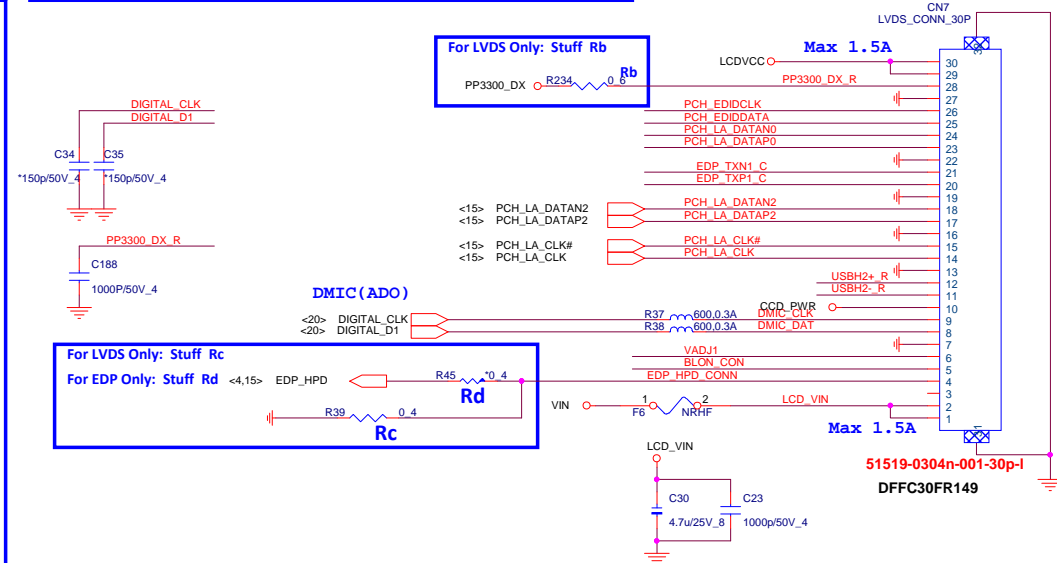 CN7
LVDS_CONN_30P
For LVDS Only: Stuff Rb
Rb
PP3300_DX
R234
0_6
Max 1.5A
LCDVCC
PP3300_DX_R
PCH_EDIDCLK
PCH_EDIDDATA
PCH_LA_DATAN0
PCH_LA_DATAP0
EDP_TXN1_C
EDP_TXP1_C
PCH_LA_DATAN2
PCH_LA_DATAP2
PCH_LA_CLK#
PCH_LA_CLK
USBH2+_R
USBH2-_R
CCD_PWR
DMIC_CLK
DMIC_DAT
VADJ1
BLON_CON
EDP_HPD_CONN
LCD_VIN
30
29
28
27
26
25
24
23
22
21
20
19
18
17
16
15
14
13
12
11
10
9
8
7
6
5
4
3
2
1
DIGITAL_CLK
DIGITAL_D1
C34
C35
*150p/50V_4
*150p/50V_4
PP3300_DX_R
C188
1000P/50V_4
<15> PCH_LA_DATAN2
<15> PCH_LA_DATAP2
<15> PCH_LA_CLK#
<15> PCH_LA_CLK
DMIC(ADO)
<20> DIGITAL_CLK
<20> DIGITAL_D1
R37
600,0.3A
R38
600,0.3A
For LVDS Only: Stuff Rc
For EDP Only: Stuff Rd
<4,15> EDP_HPD
R45
*0_4
Rd
R39
0_4
Rc
VIN
1
2
F6
NRHF
Max 1.5A
51519-0304n-001-30p-l
DFFC30FR149
LCD_VIN
C30
4.7u/25V_8
C23
1000p/50V_4